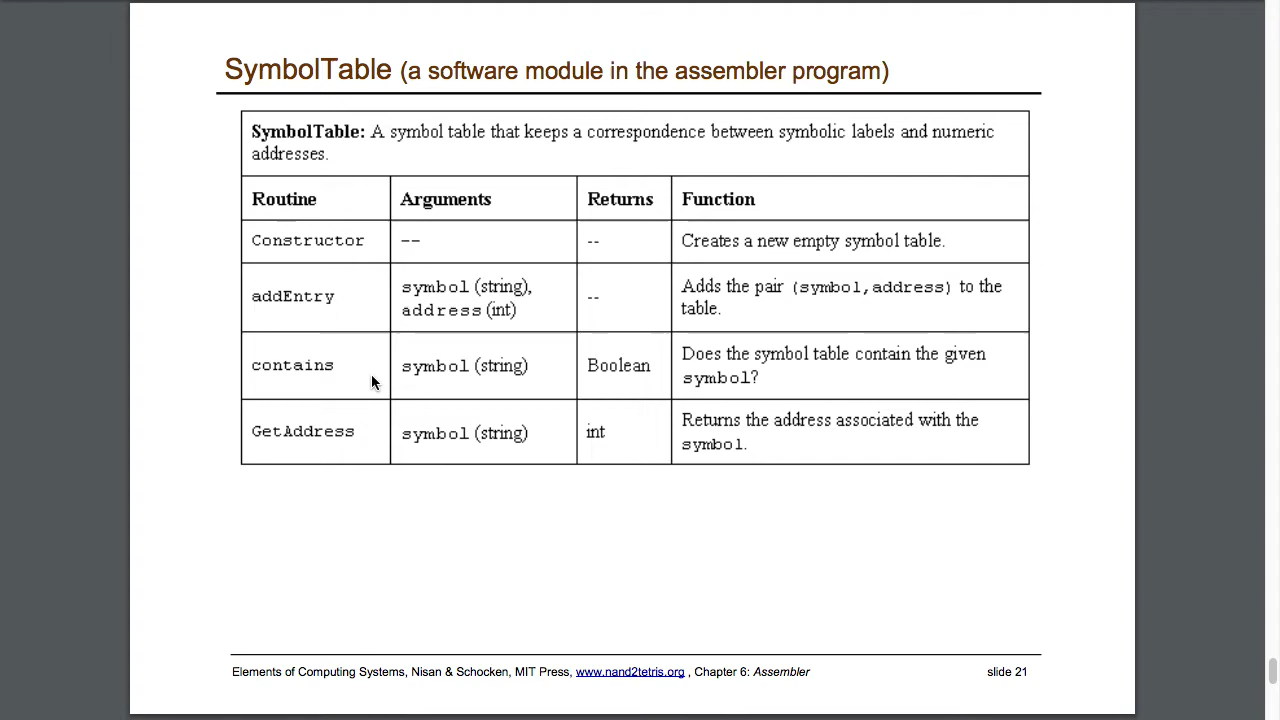 SymbolTable (a software module in the assembler program)
SymbolTable: A symbol table that keeps a correspondence between symbolic labels and numeric
addresses.
Routine Arguments Returns Function
Constructor -- -- Creates a new empty symbol table.
addEntry symbol (string), address (int) -- Adds the pair (symbol,address) to the
table.
contains symbol (string) Boolean Does the symbol table contain the given
symbol?
GetAddress symbol (string) int Returns the address associated with the
symbol.
Elements of Computing Systems, Nisan & Schocken, MIT Press, www.nand2tetris.org , Chapter 6: Assembler slide 21